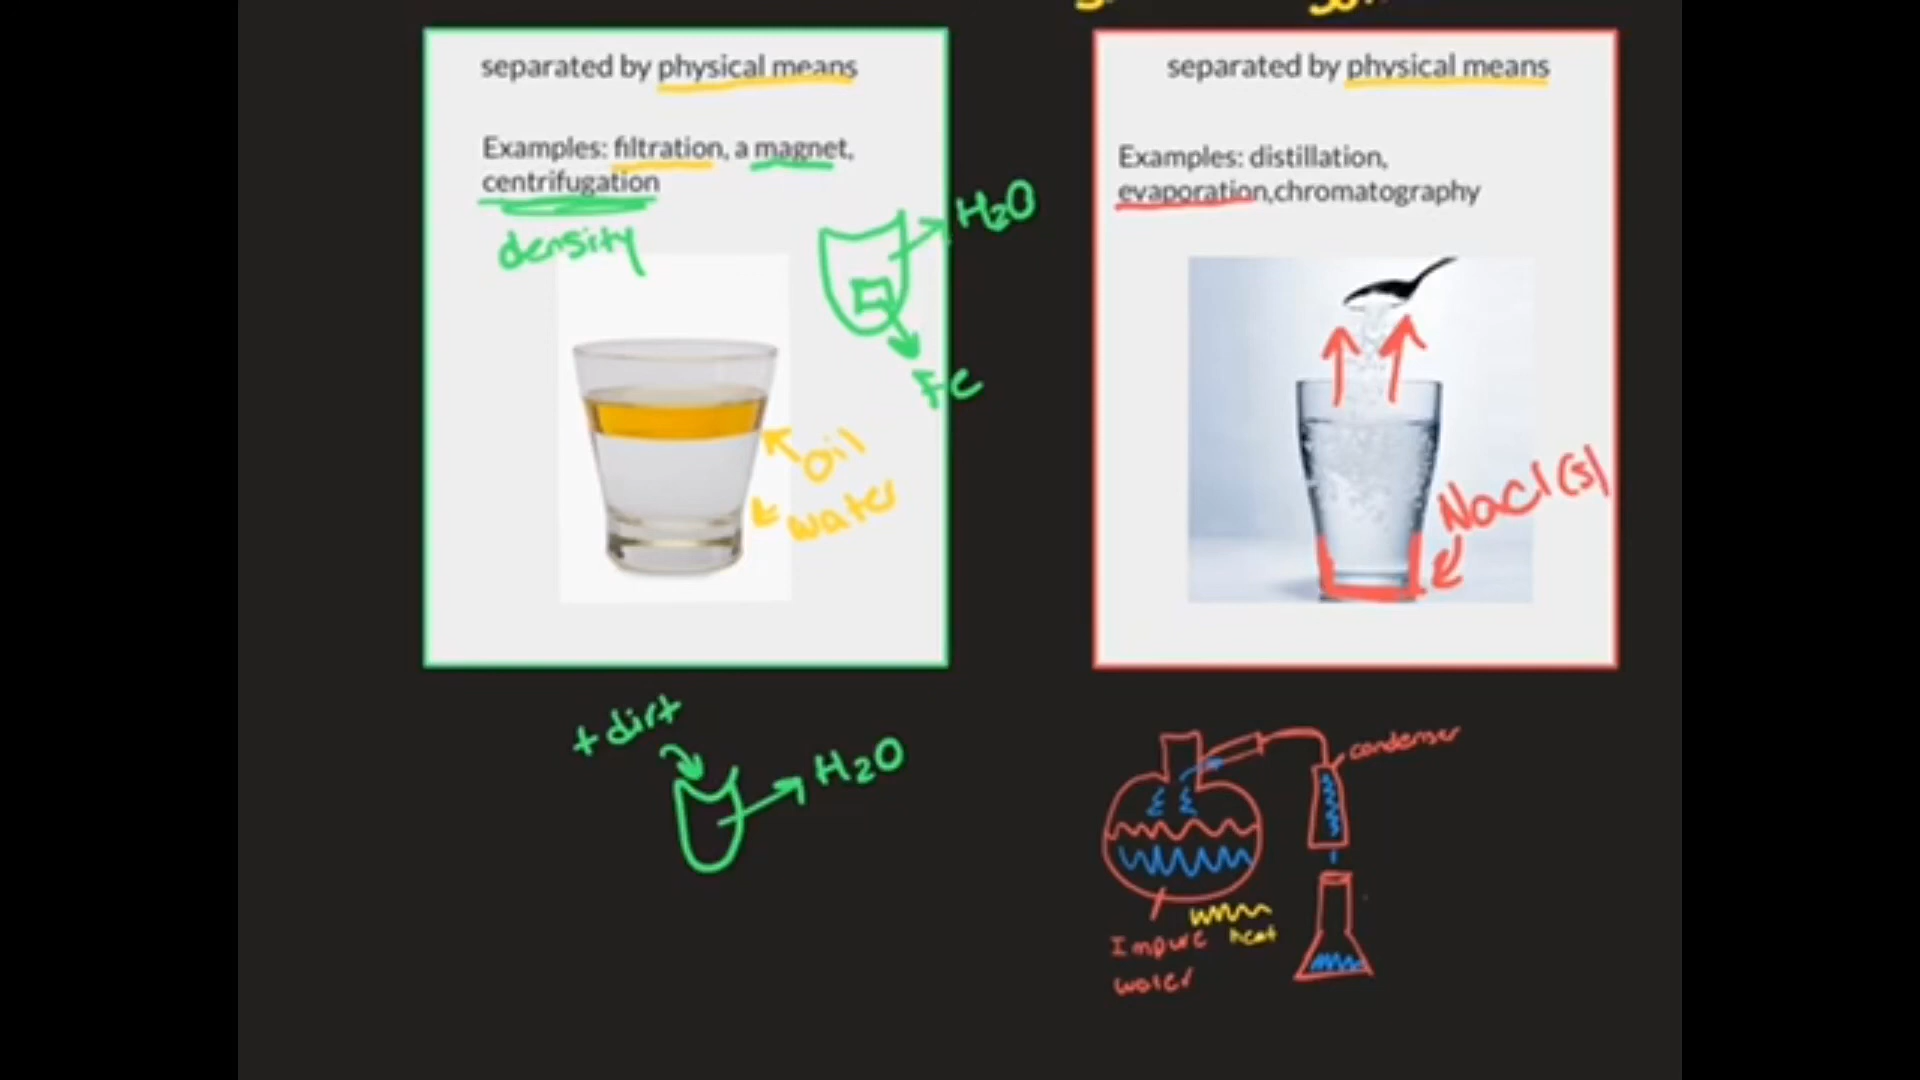 separated by physical means
Examples: filtration, a magnet,
centrifugation
density
H₂O
Fe
Oil
water
+ dirt
H₂O
separated by physical means
Examples: distillation,
evaporation,chromatography
NaCl(s)
condenser
heat
Impure
water